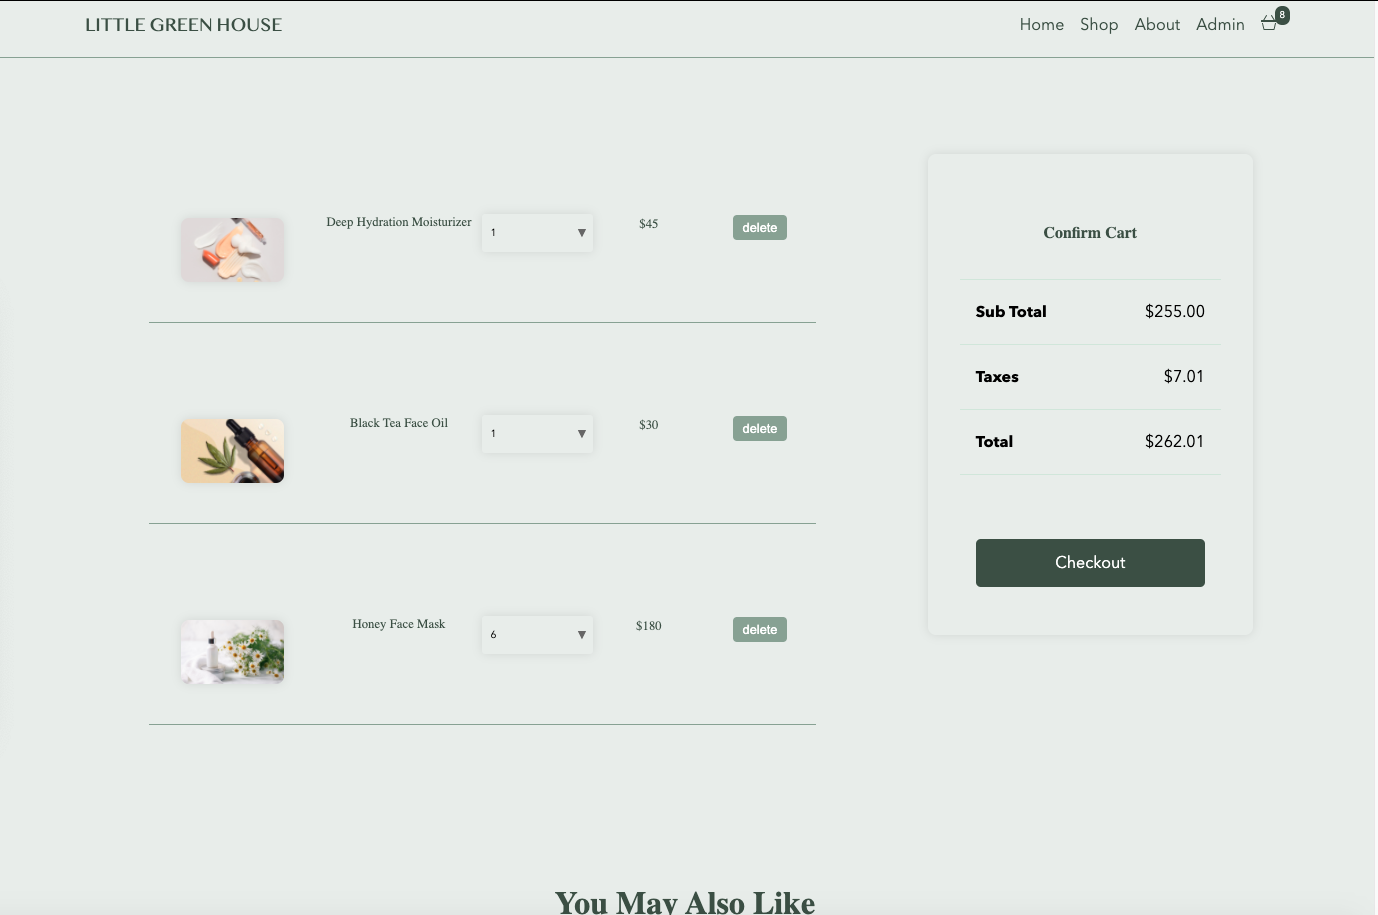 LITTLE GREEN HOUSE
Home Shop About Admin 8
Deep Hydration Moisturizer 1 ▼ $45 delete
Black Tea Face Oil 1 ▼ $30 delete
Honey Face Mask 6 ▼ $180 delete
Confirm Cart
Sub Total $255.00
Taxes $7.01
Total $262.01
Checkout
You May Also Like